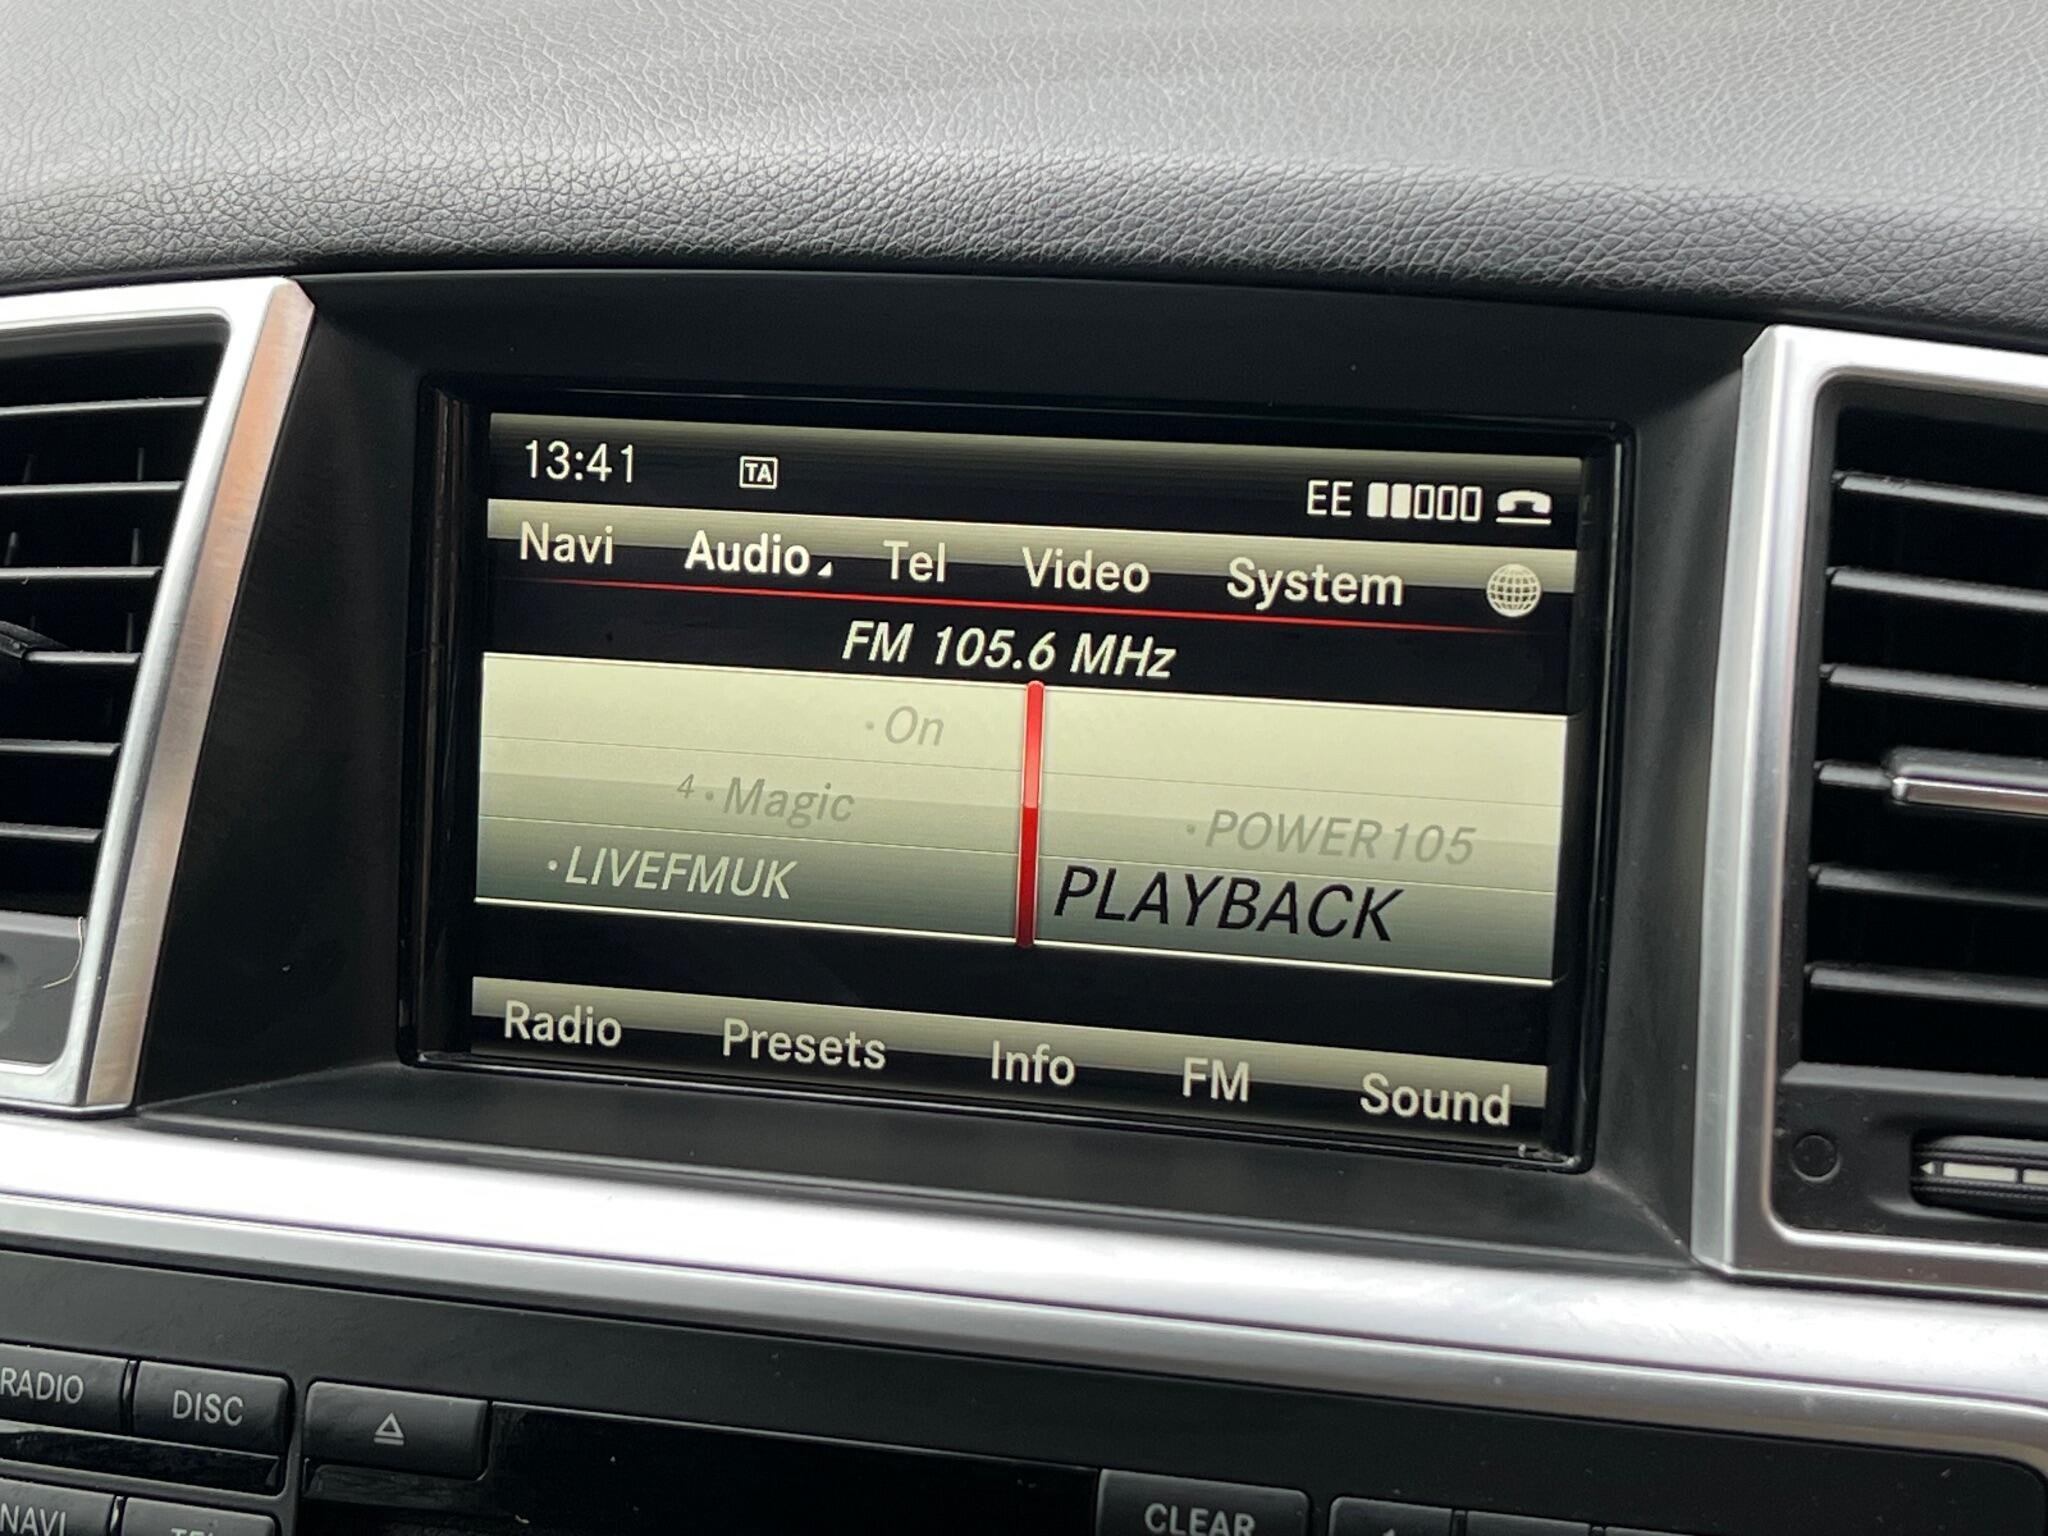 13:41 TA EE
Navi Audio Tel Video System
FM 105.6 MHz
·On
4 ·Magic ·POWER105
·LIVEFMUK PLAYBACK
Radio Presets Info FM Sound
RADIO DISC
NAVI CLEAR